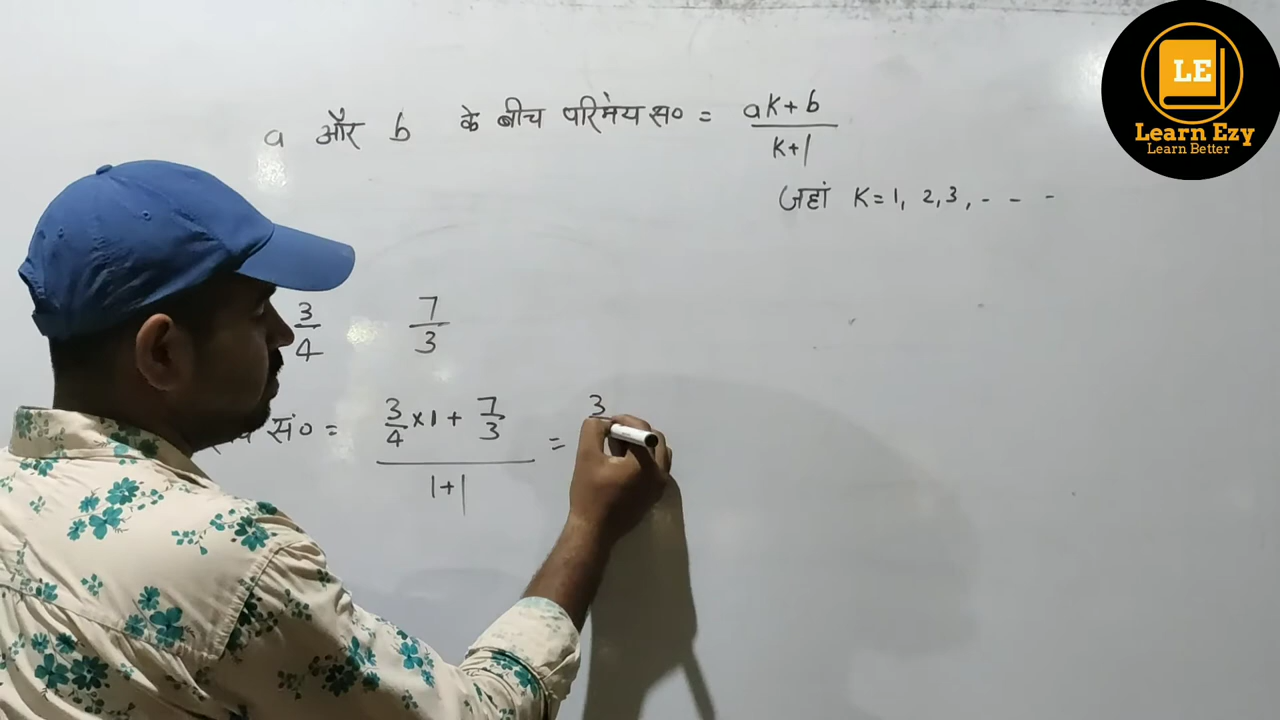 a और b के बीच परिमेय स० = ak+b/k+1
जहां K=1, 2,3,- - -
3/4 7/3
सं० = 3/4 ×1 + 7/3 / 1+1 = 3
LE
Learn Ezy
Learn Better